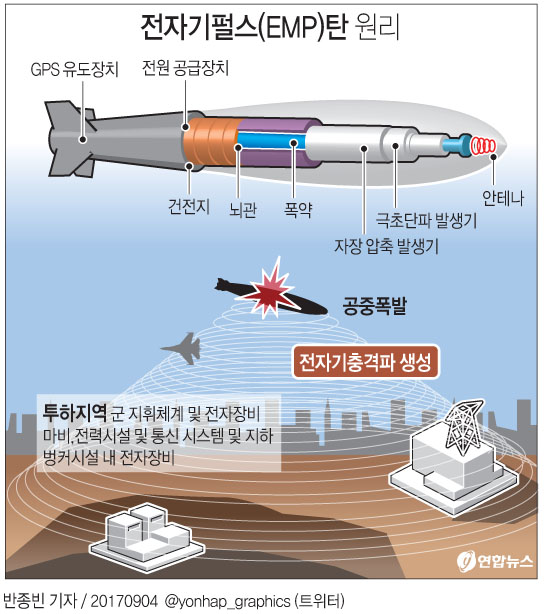 전자기펄스(EMP)탄 원리
GPS 유도장치
전원 공급장치
건전지
뇌관
폭약
안테나
극초단파 발생기
자장 압축 발생기
공중폭발
전자기충격파 생성
투하지역 군 지휘체계 및 전자장비
마비,전력시설 및 통신 시스템 및 지하
벙커시설 내 전자장비
연합뉴스
반종빈 기자 / 20170904 @yonhap_graphics (트위터)